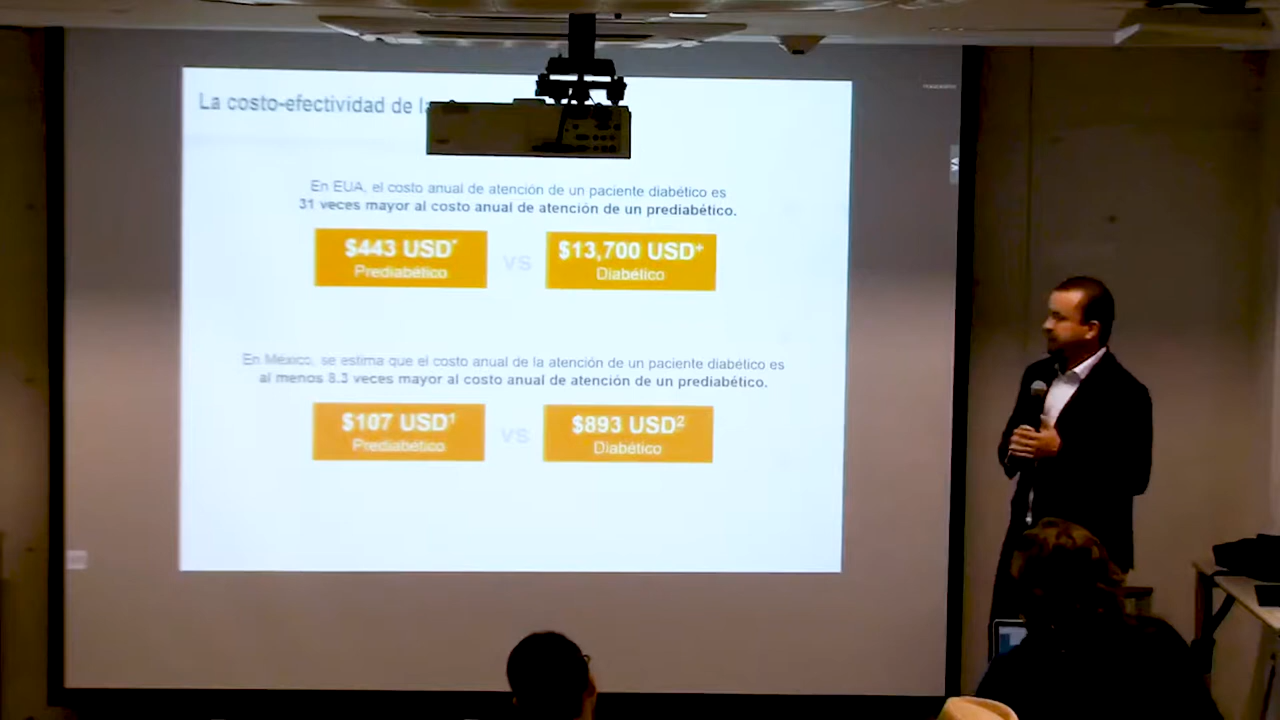 La costo-efectividad de la
En EUA, el costo anual de atención de un paciente diabético es
31 veces mayor al costo anual de atención de un prediabético.
$443 USD*
Prediabético
VS
$13,700 USD+
Diabético
En México, se estima que el costo anual de la atención de un paciente diabético es
al menos 8.3 veces mayor al costo anual de atención de un prediabético.
$107 USD¹
Prediabético
VS
$893 USD²
Diabético